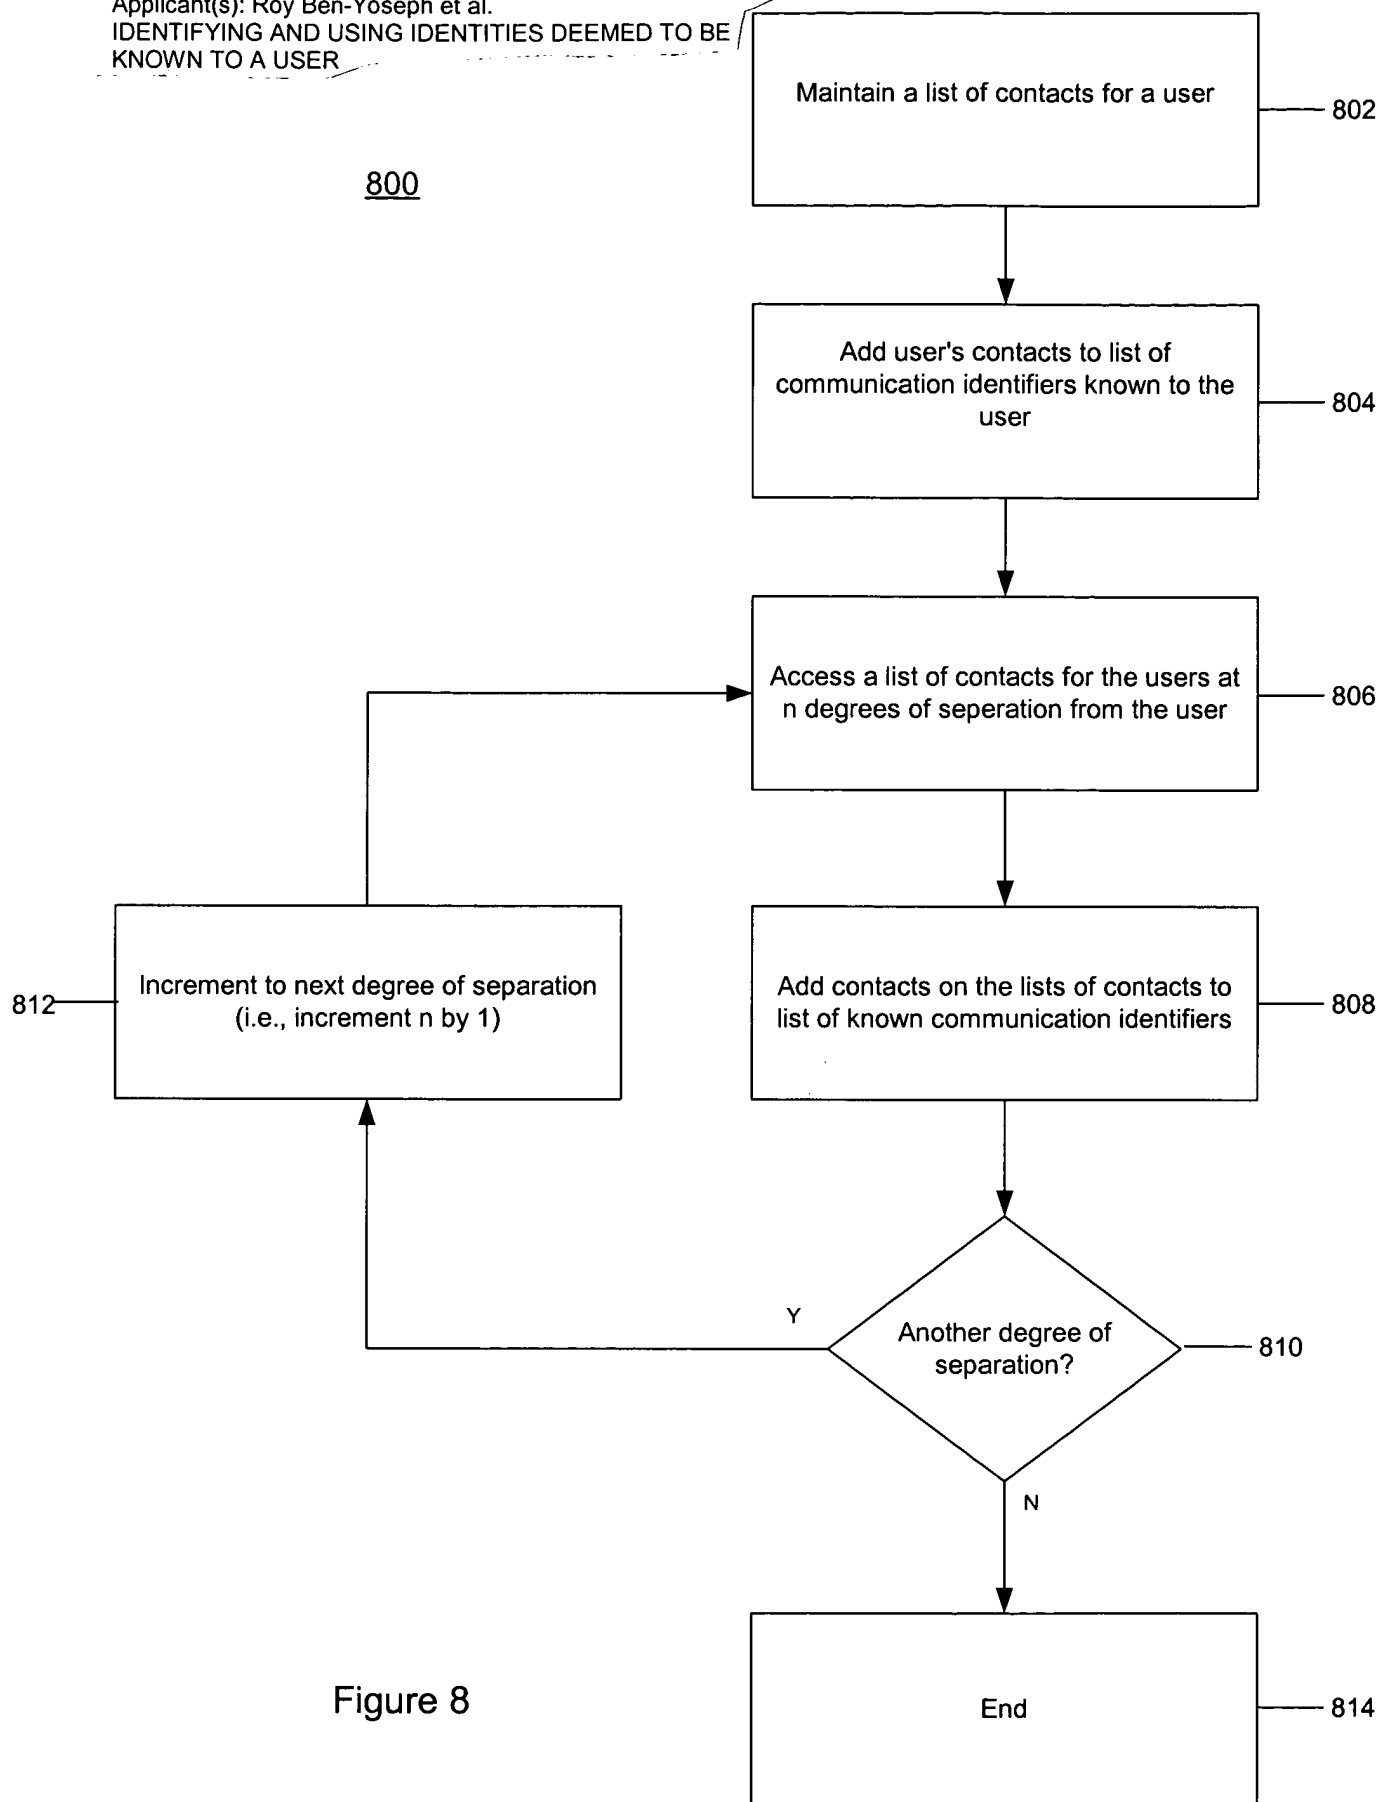 Applicant(s): Roy Ben-Yoseph et al.
IDENTIFYING AND USING IDENTITIES DEEMED TO BE
KNOWN TO A USER
800
Maintain a list of contacts for a user
802
Add user's contacts to list of
communication identifiers known to the
user
804
Access a list of contacts for the users at
n degrees of seperation from the user
806
Increment to next degree of separation
(i.e., increment n by 1)
812
Add contacts on the lists of contacts to
list of known communication identifiers
808
Y
Another degree of
separation?
810
N
Figure 8
End
814